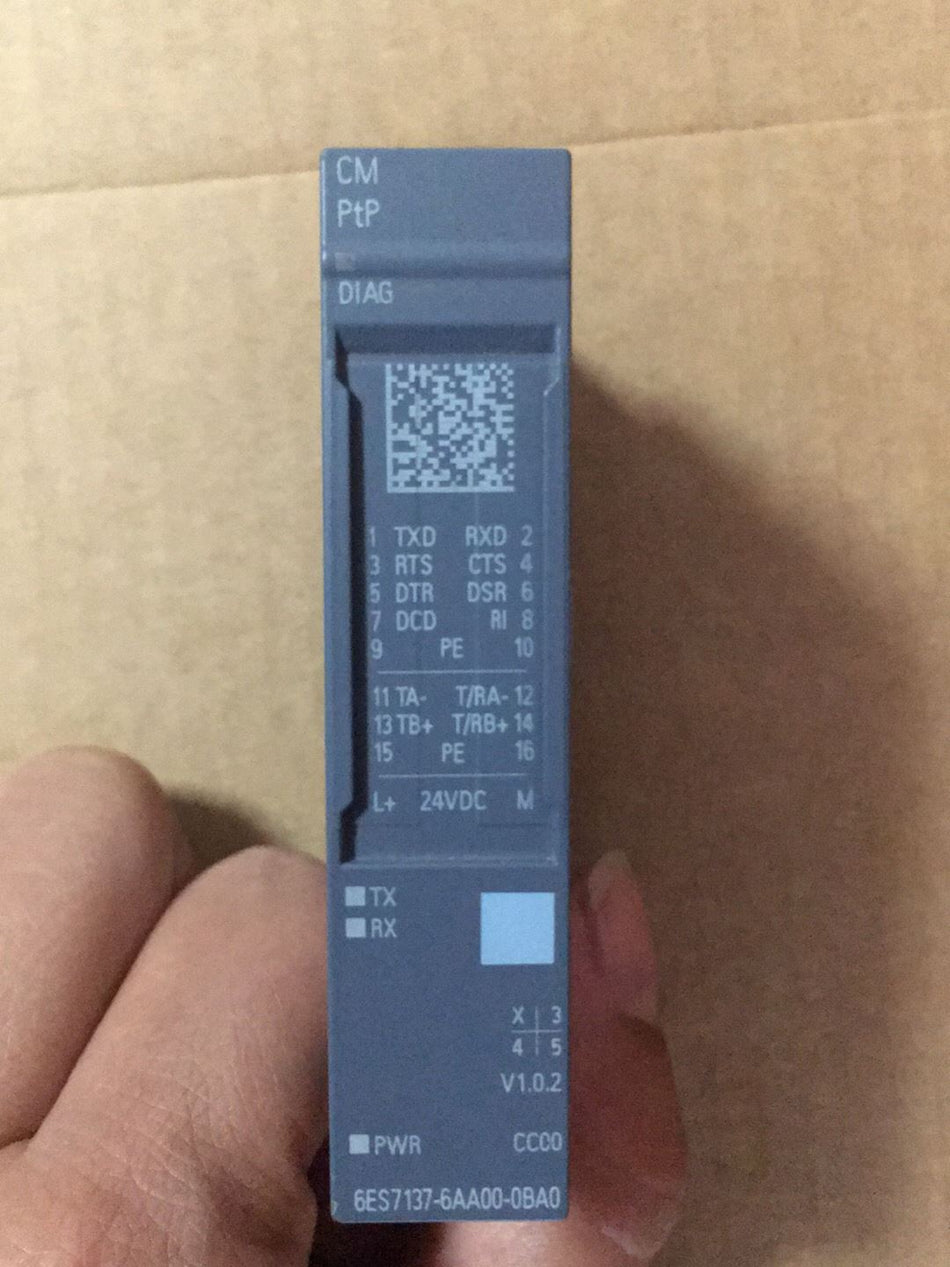 CM
PtP
DIAG
1 TXD RXD 2
3 RTS CTS 4
5 DTR DSR 6
7 DCD RI 8
9 PE 10
11 TA- T/RA- 12
13 TB+ T/RB+ 14
15 PE 16
L+ 24VDC M
TX
RX
X 3
4 5
V1.0.2
PWR CC00
6ES7137-6AA00-0BA0